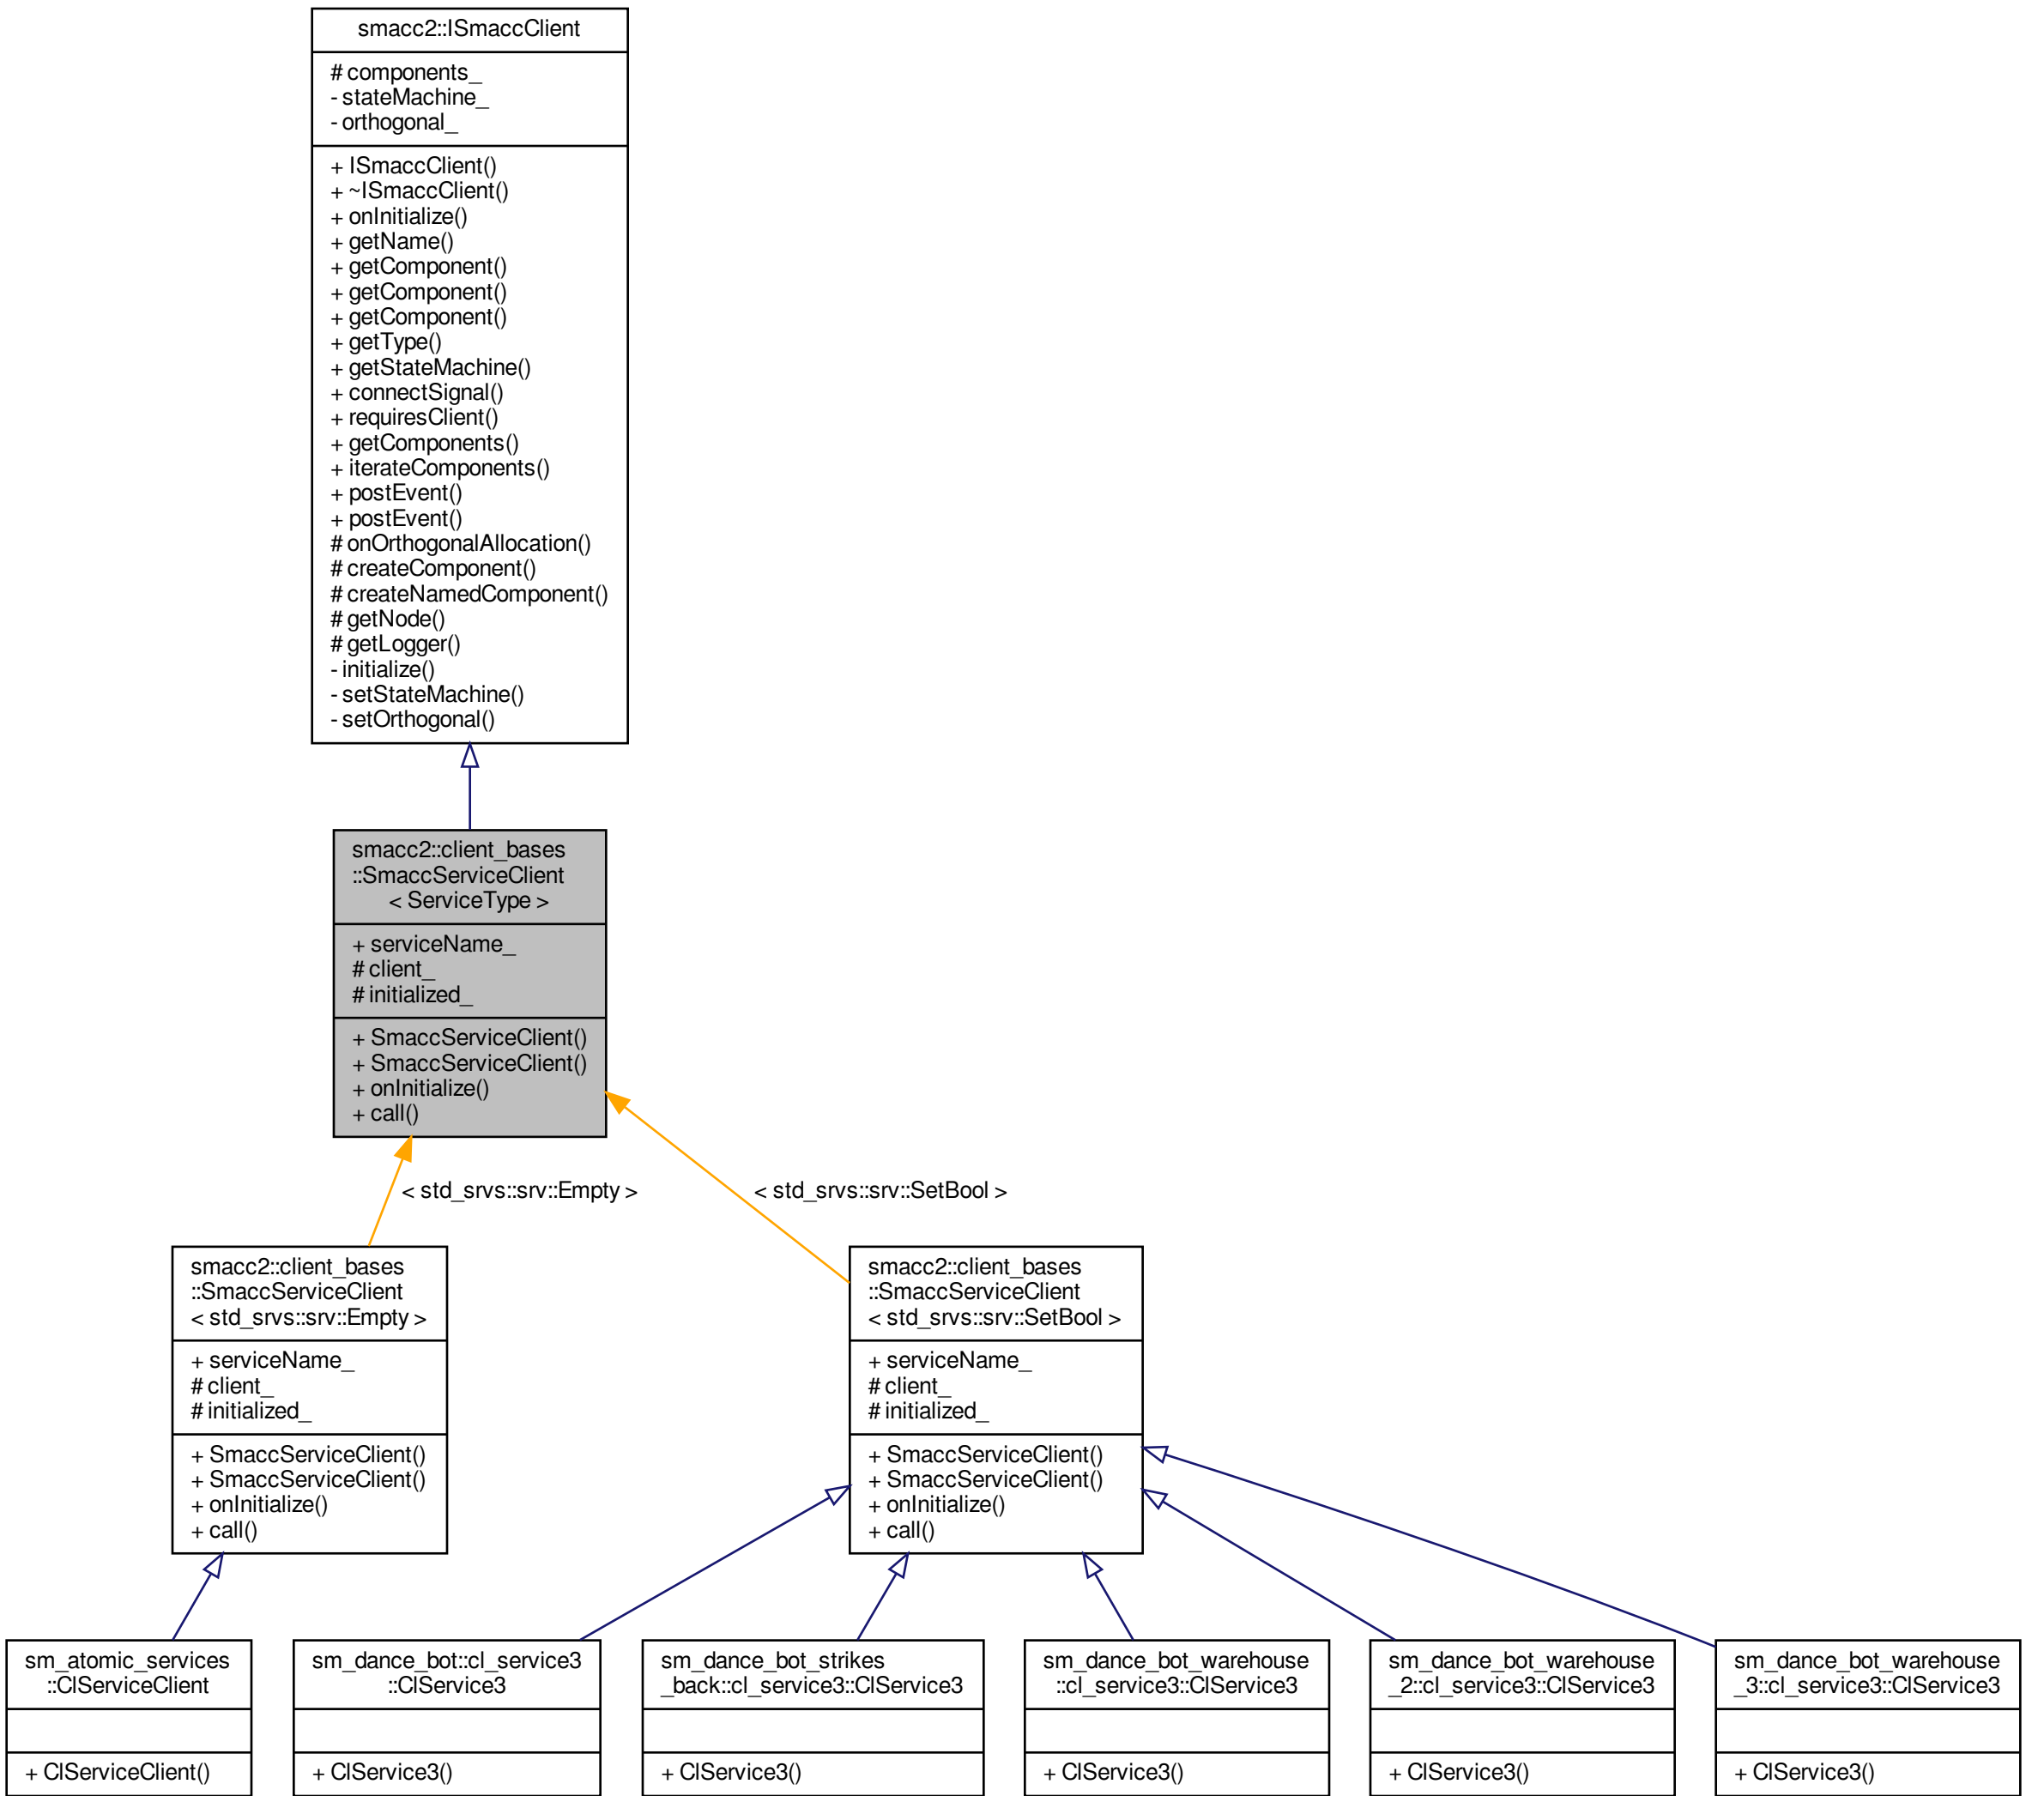 smacc2::ISmaccClient
# components_
- stateMachine_
- orthogonal_
+ ISmaccClient()
+ ~ISmaccClient()
+ onInitialize()
+ getName()
+ getComponent()
+ getComponent()
+ getComponent()
+ getType()
+ getStateMachine()
+ connectSignal()
+ requiresClient()
+ getComponents()
+ iterateComponents()
+ postEvent()
+ postEvent()
# onOrthogonalAllocation()
# createComponent()
# createNamedComponent()
# getNode()
# getLogger()
- initialize()
- setStateMachine()
- setOrthogonal()
smacc2::client_bases
::SmaccServiceClient
< ServiceType >
+ serviceName_
# client_
# initialized_
+ SmaccServiceClient()
+ SmaccServiceClient()
+ onInitialize()
+ call()
< std_srvs::srv::Empty >
< std_srvs::srv::SetBool >
smacc2::client_bases
::SmaccServiceClient
< std_srvs::srv::Empty >
+ serviceName_
# client_
# initialized_
+ SmaccServiceClient()
+ SmaccServiceClient()
+ onInitialize()
+ call()
smacc2::client_bases
::SmaccServiceClient
< std_srvs::srv::SetBool >
+ serviceName_
# client_
# initialized_
+ SmaccServiceClient()
+ SmaccServiceClient()
+ onInitialize()
+ call()
sm_atomic_services
::ClServiceClient
+ ClServiceClient()
sm_dance_bot::cl_service3
::ClService3
+ ClService3()
sm_dance_bot_strikes
_back::cl_service3::ClService3
+ ClService3()
sm_dance_bot_warehouse
::cl_service3::ClService3
+ ClService3()
sm_dance_bot_warehouse
_2::cl_service3::ClService3
+ ClService3()
sm_dance_bot_warehouse
_3::cl_service3::ClService3
+ ClService3()